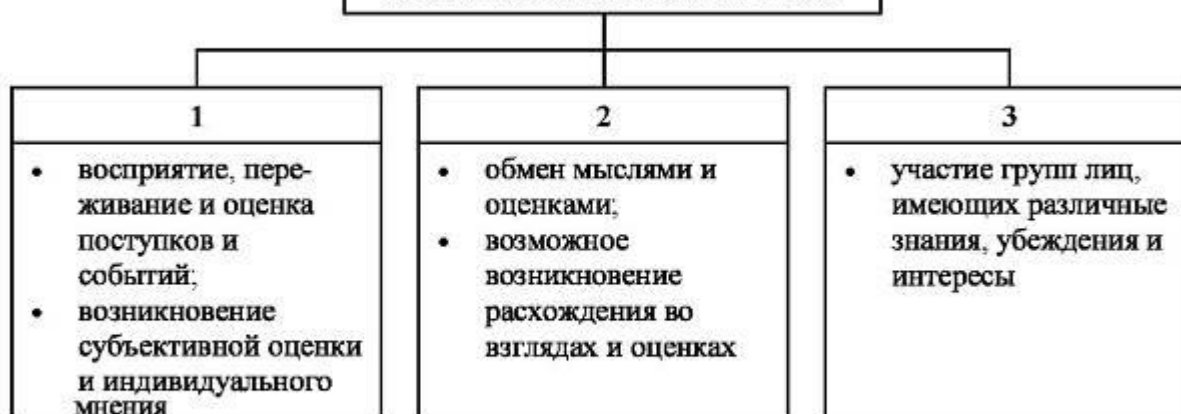 1
• восприятие, пере-
живание и оценка
поступков и
событий;
• возникновение
субъективной оценки
и индивидуального
мнения
2
• обмен мыслями и
оценками;
• возможное
возникновение
расхождения во
взглядах и оценках
3
• участие групп лиц,
имеющих различные
знания, убеждения и
интересы